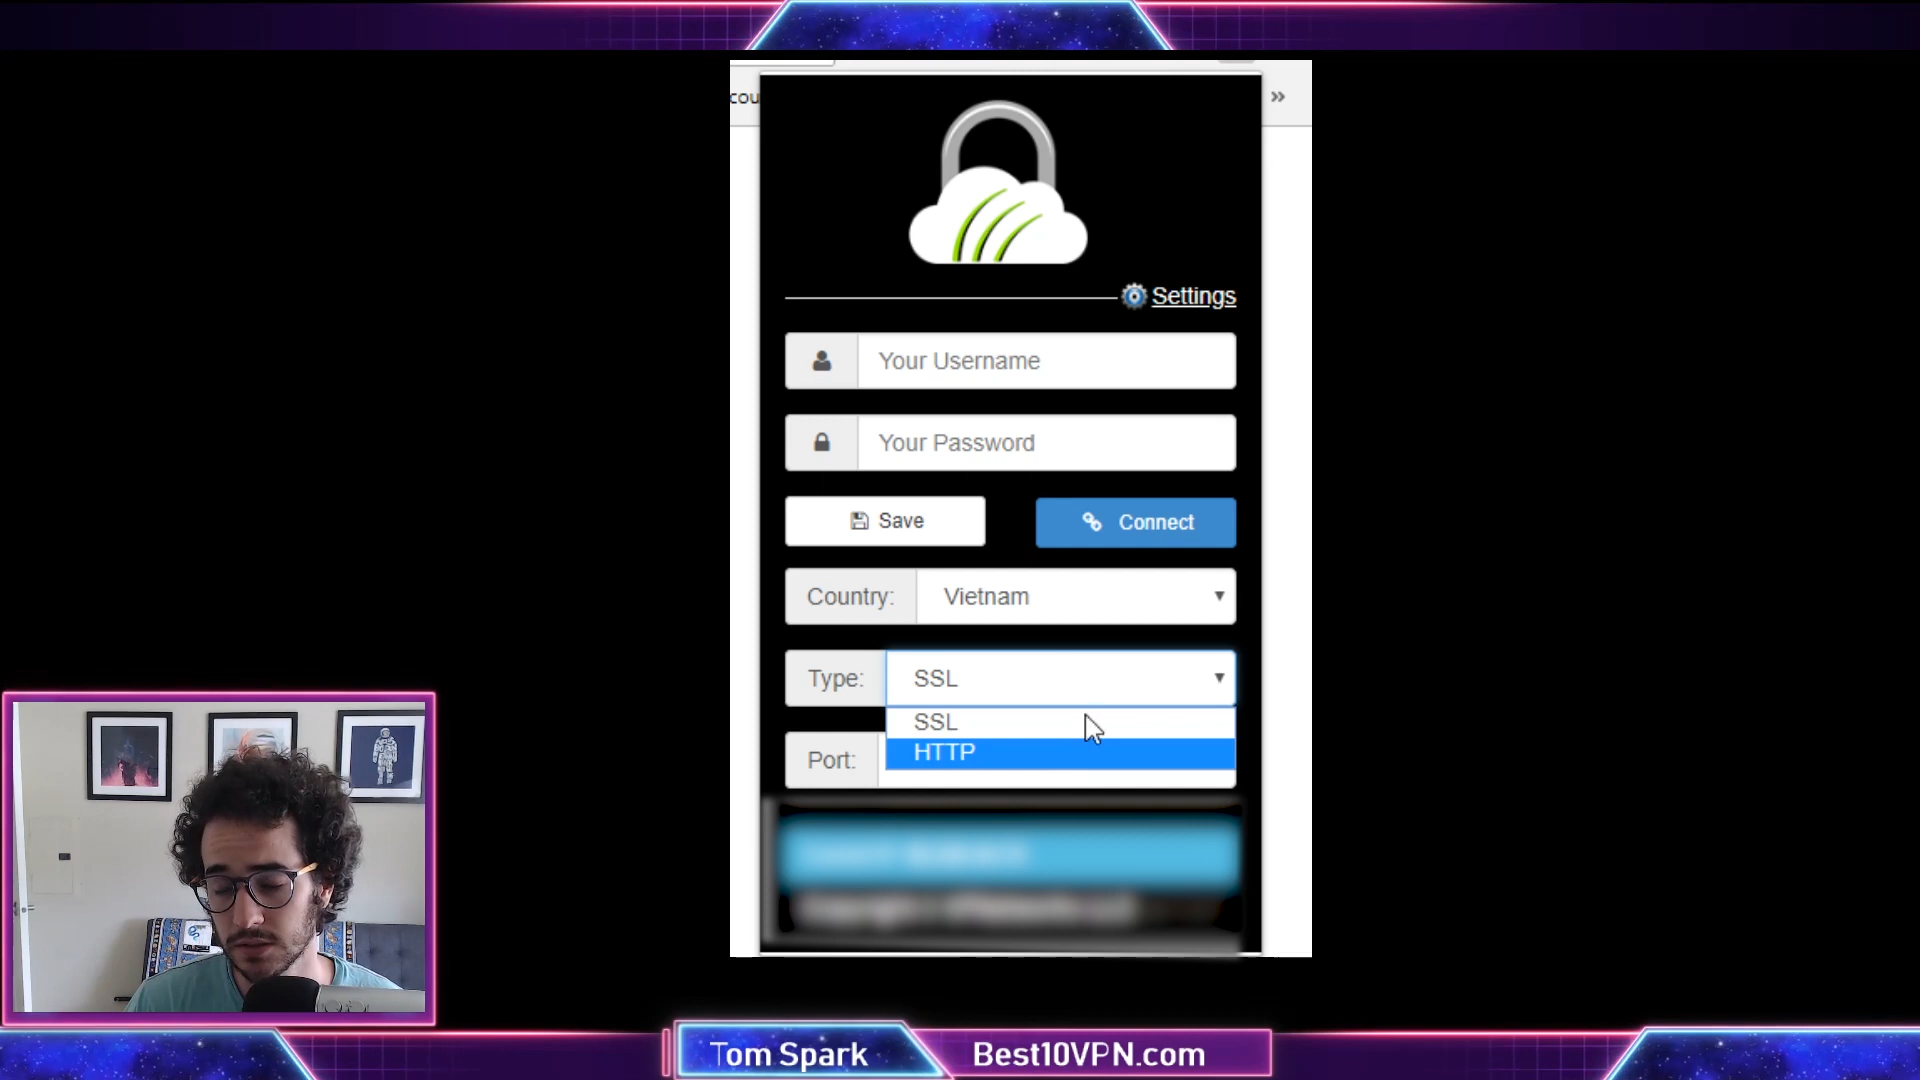 cou
»
Settings
Your Username
Your Password
Save
Connect
Country:
Vietnam
Type:
SSL
SSL
HTTP
Port:
Tom Spark
Best10VPN.com